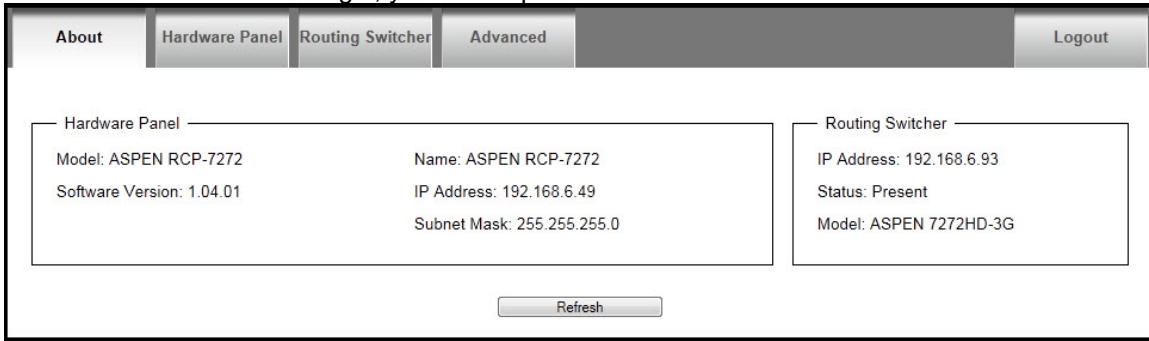 About Hardware Panel Routing Switcher Advanced Logout
Hardware Panel
Model: ASPEN RCP-7272
Software Version: 1.04.01
Name: ASPEN RCP-7272
IP Address: 192.168.6.49
Subnet Mask: 255.255.255.0
Routing Switcher
IP Address: 192.168.6.93
Status: Present
Model: ASPEN 7272HD-3G
Refresh